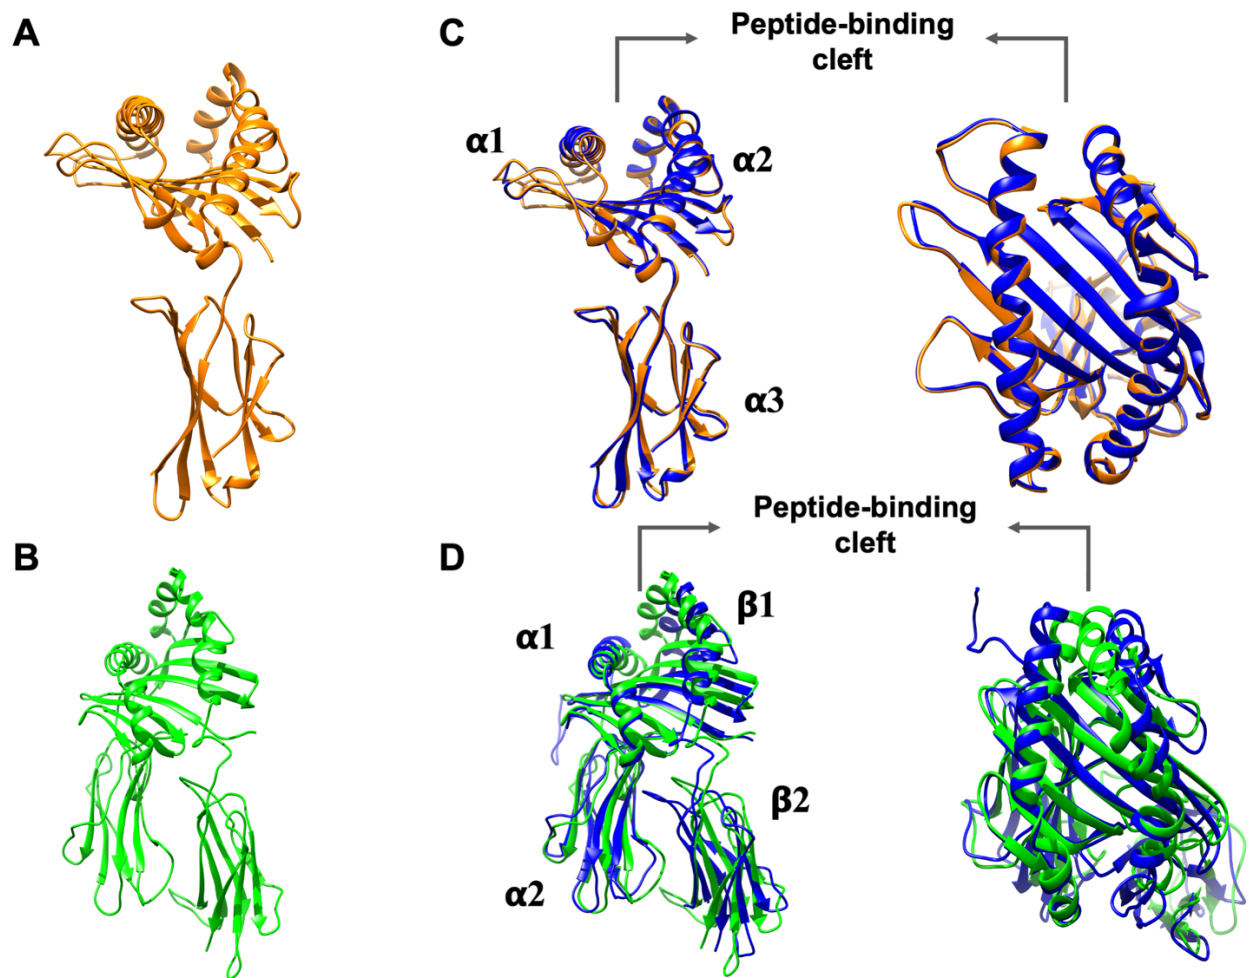 A
C
Peptide-binding
cleft
α1
α2
α3
B
D
Peptide-binding
cleft
α1
β1
α2
β2